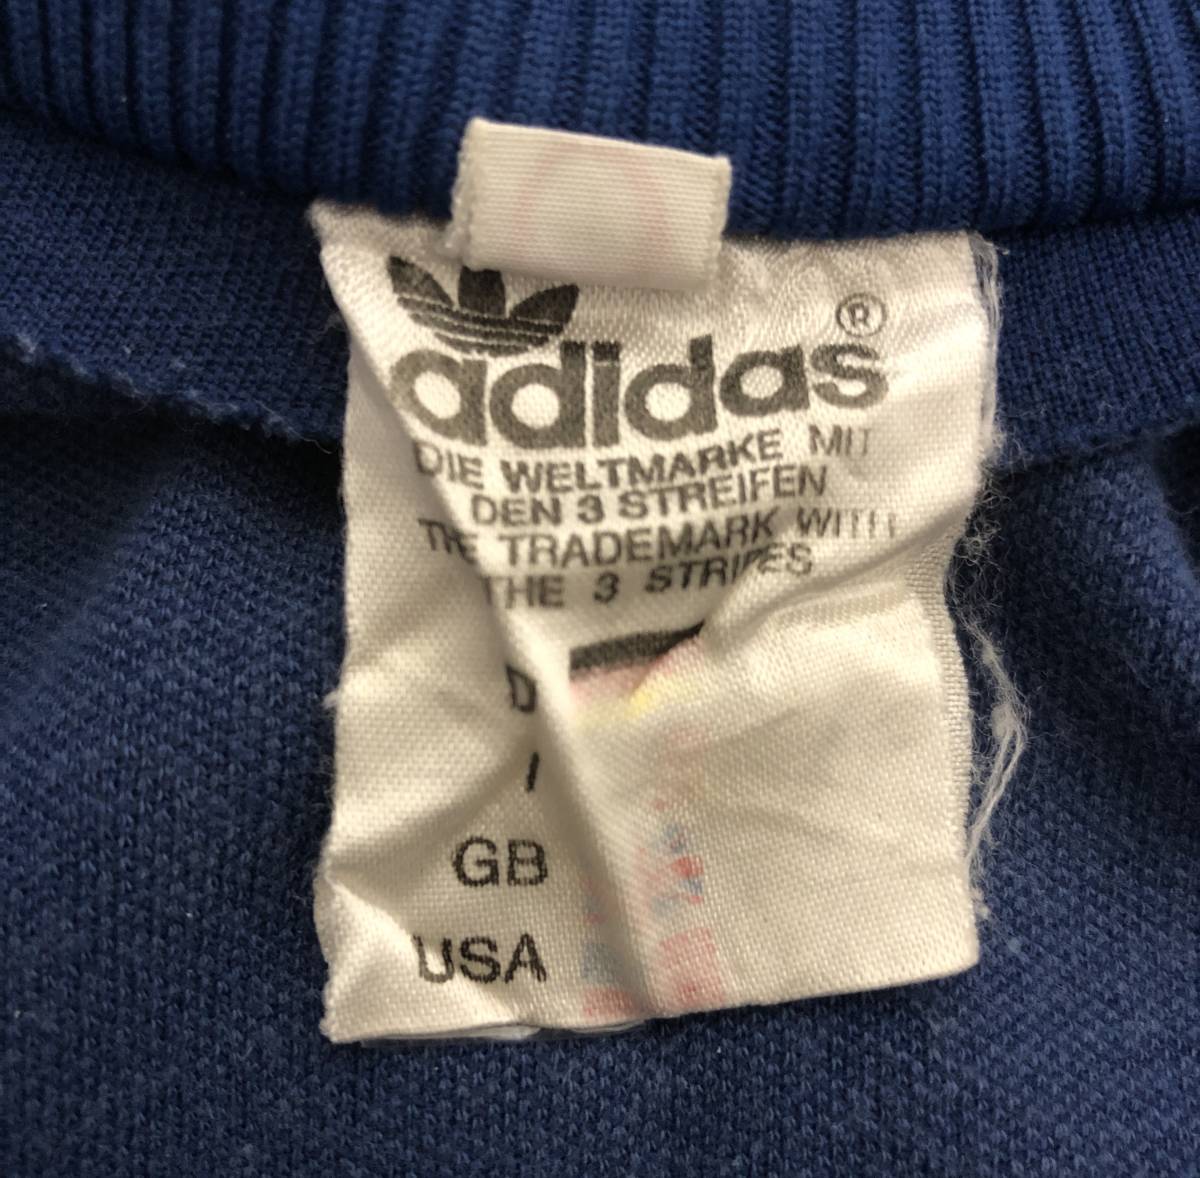 adidas ®
DIE WELTMARKE MIT
DEN 3 STREIFEN
THE TRADEMARK WITH
THE 3 STRIPES
D
I
GB
USA